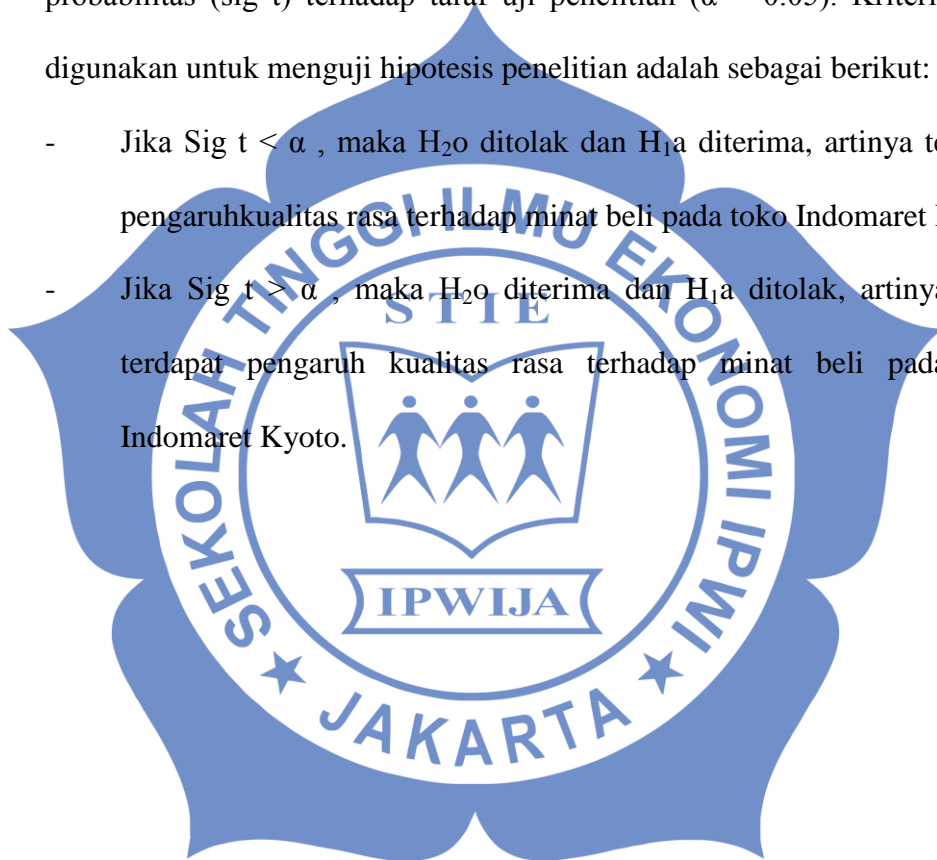 probabilitas (sig t) terhadap taraf uji penelitian (α 0.05).
digunakan untuk menguji hipotesis penelitian adalah sebagai berikut:
- Jika Sig t < α , maka H₂o ditolak dan H₁a diterima, artinya
pengaruhkualitas rasa terhadap minat beli pada toko Indomaret
- Jika Sig t > α , maka H₂o diterima dan H₁a ditolak, artinya
terdapat pengaruh kualitas rasa terhadap minat beli pada
Indomaret Kyoto.
SEKOLAH TINGGI ILMU EKONOMI IPWI
STIE
IPWIJA
★ JAKARTA ★